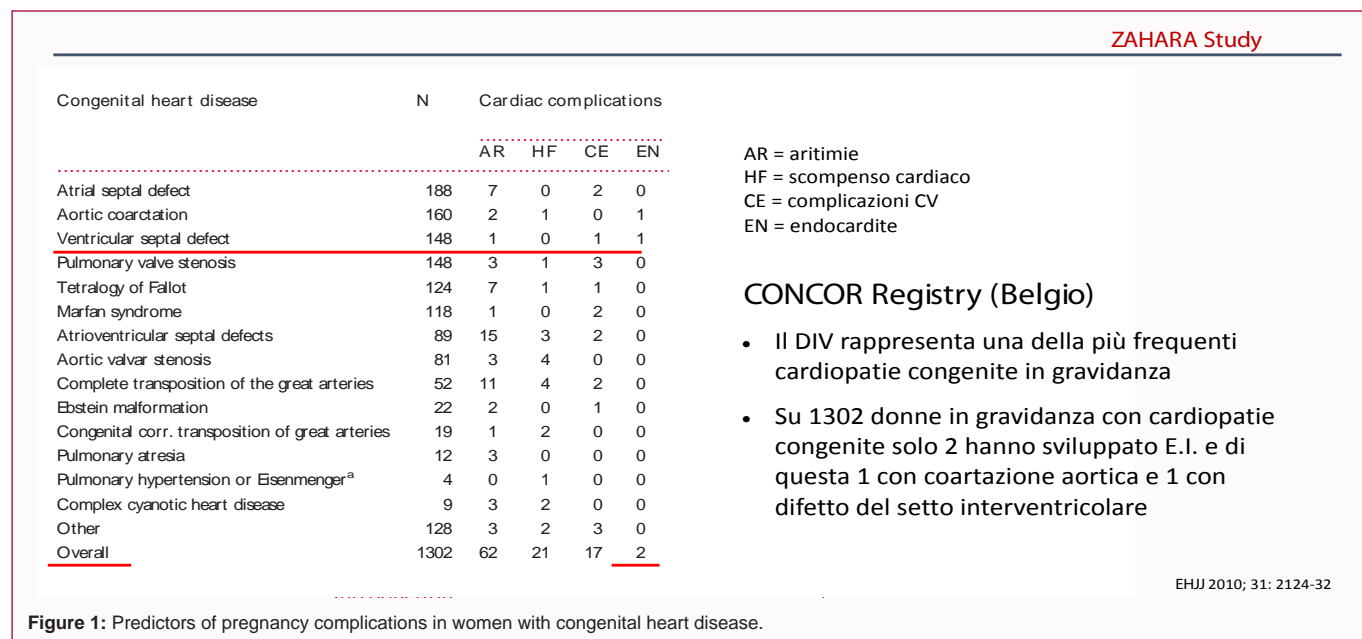 ZAHARA Study
Congenital heart disease N Cardiac complications
AR HF CE EN
Atrial septal defect 188 7 0 2 0
Aortic coarctation 160 2 1 0 1
Ventricular septal defect 148 1 0 1 1
Pulmonary valve stenosis 148 3 1 3 0
Tetralogy of Fallot 124 7 1 1 0
Marfan syndrome 118 1 0 2 0
Atrioventricular septal defects 89 15 3 2 0
Aortic valvar stenosis 81 3 4 0 0
Complete transposition of the great arteries 52 11 4 2 0
Ebstein malformation 22 2 0 1 0
Congenital corr. transposition of great arteries 19 1 2 0 0
Pulmonary atresia 12 3 0 0 0
Pulmonary hypertension or Eisenmengerᵃ 4 0 1 0 0
Complex cyanotic heart disease 9 3 2 0 0
Other 128 3 2 3 0
Overall 1302 62 21 17 2
AR = aritimie
HF = scompenso cardiaco
CE = complicazioni CV
EN = endocardite
CONCOR Registry (Belgio)
• Il DIV rappresenta una della più frequenti
cardiopatie congenite in gravidanza
• Su 1302 donne in gravidanza con cardiopatie
congenite solo 2 hanno sviluppato E.I. e di
questa 1 con coartazione aortica e 1 con
difetto del setto interventricolare
EHJJ 2010; 31: 2124-32
Figure 1: Predictors of pregnancy complications in women with congenital heart disease.